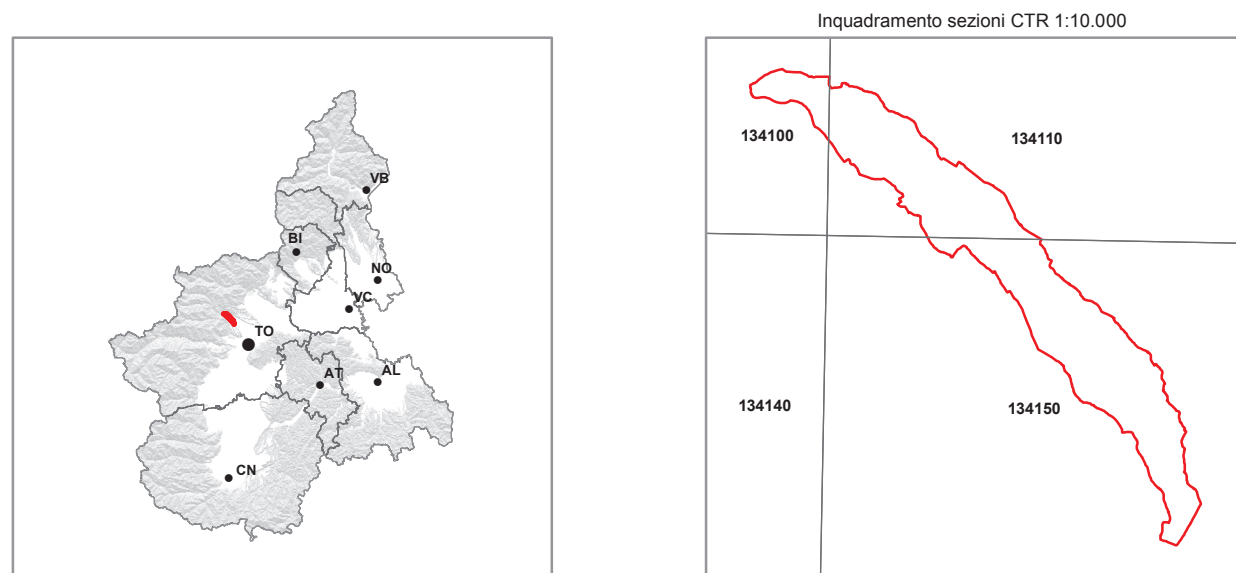 Inquadramento sezioni CTR 1:10.000
VB
BI
NO
VC
TO
AT
AL
CN
134100
134110
134140
134150